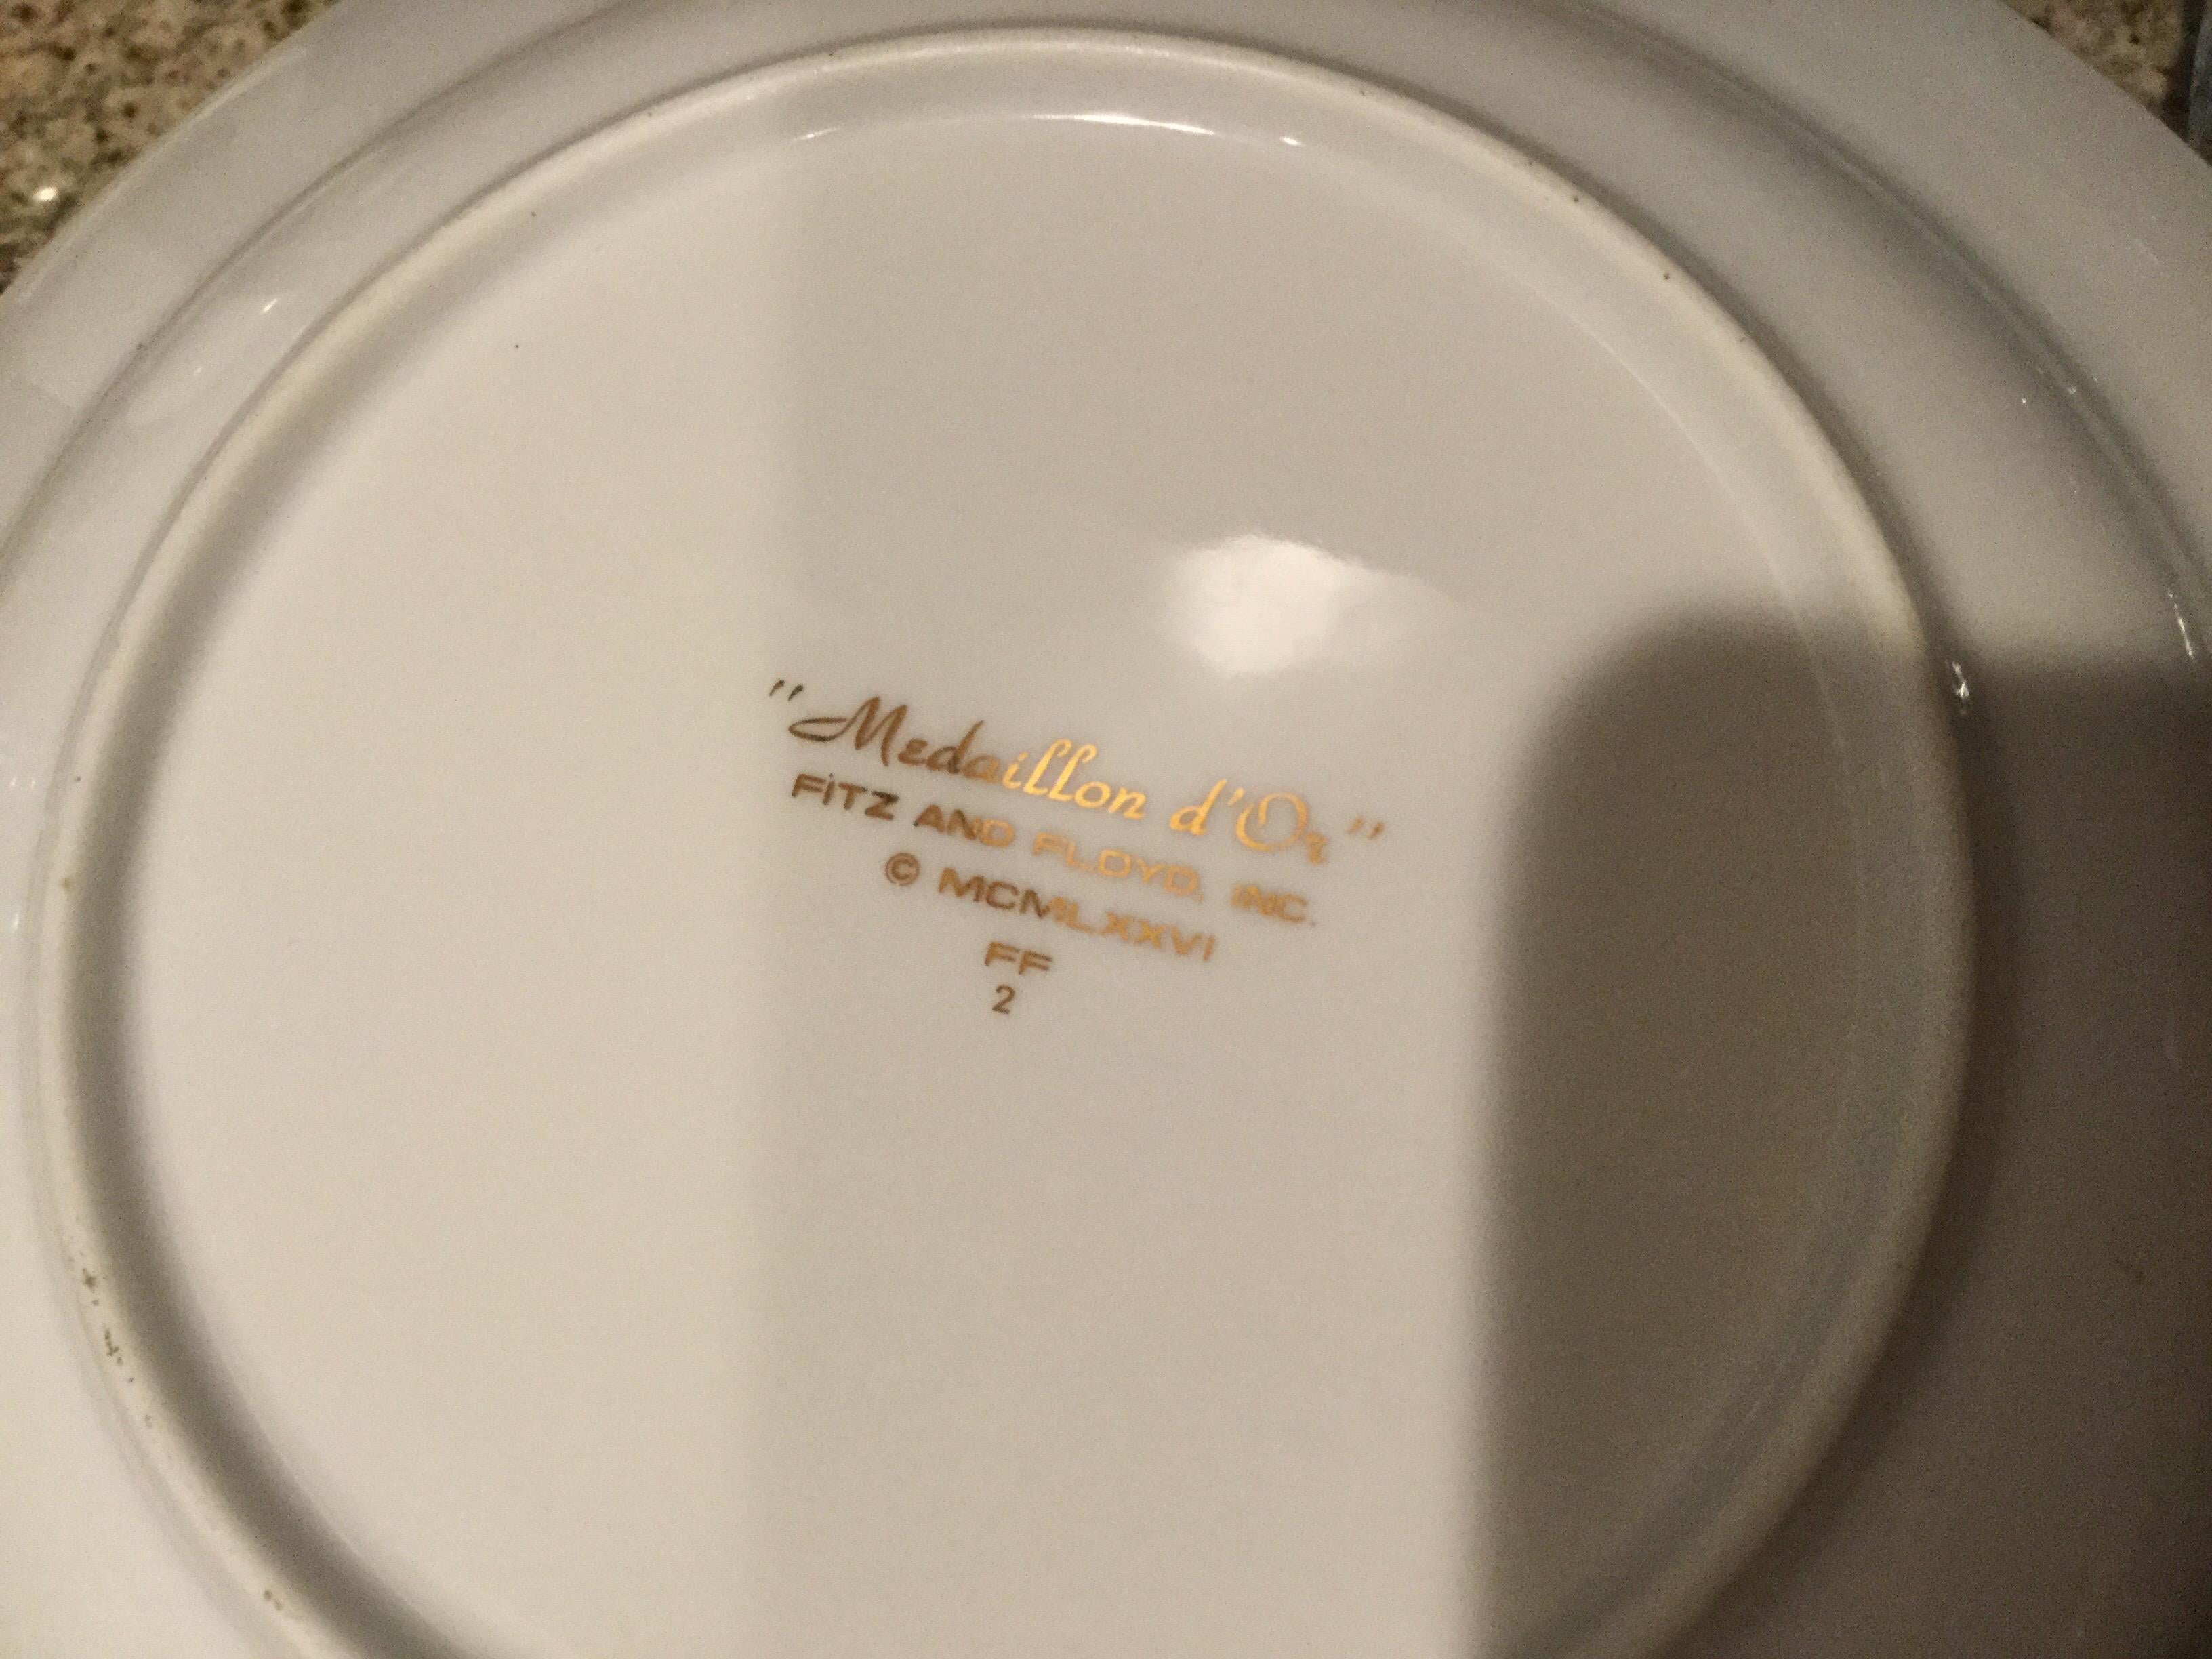 "Medaillon d'Or"
FITZ AND FLOYD, INC.
© MCMLXXVI
FF
2